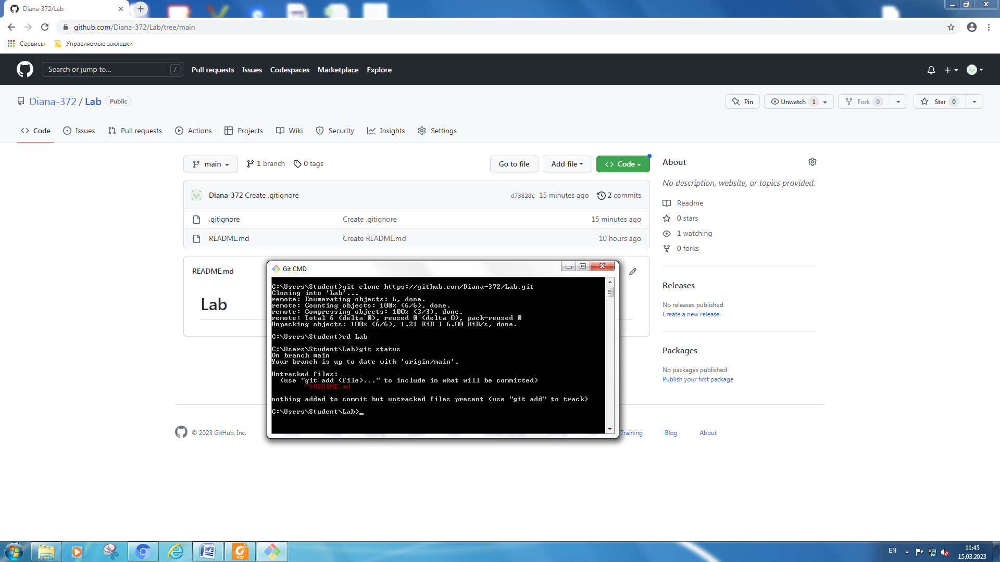 Diana-372/Lab
github.com/Diana-372/Lab/tree/main
Сервисы Управляемые закладки
Search or jump to... / Pull requests Issues Codespaces Marketplace Explore
Diana-372 / Lab Public Pin Unwatch 1 Fork 0 Star 0
Code Issues Pull requests Actions Projects Wiki Security Insights Settings
main 1 branch 0 tags Go to file Add file Code
Diana-372 Create .gitignore d73820c 15 minutes ago 2 commits
.gitignore Create .gitignore 15 minutes ago
README.md Create README.md 10 hours ago
README.md
Lab
About
No description, website, or topics provided.
Readme
0 stars
1 watching
0 forks
Releases
No releases published
Create a new release
Packages
No packages published
Publish your first package
Git CMD
C:\Users\Student>git clone https://github.com/Diana-372/Lab.git
Cloning into 'Lab'...
remote: Enumerating objects: 6, done.
remote: Counting objects: 100% (6/6), done.
remote: Compressing objects: 100% (3/3), done.
remote: Total 6 (delta 0), reused 0 (delta 0), pack-reused 0
Unpacking objects: 100% (6/6), 1.21 KiB | 6.00 KiB/s, done.
C:\Users\Student>cd Lab
C:\Users\Student\Lab>git status
On branch main
Your branch is up to date with 'origin/main'.
Untracked files:
(use "git add <file>..." to include in what will be committed)
~$README.md
nothing added to commit but untracked files present (use "git add" to track)
C:\Users\Student\Lab>_
© 2023 GitHub, Inc. Training Blog About
PDF
EN 11:45
15.03.2023